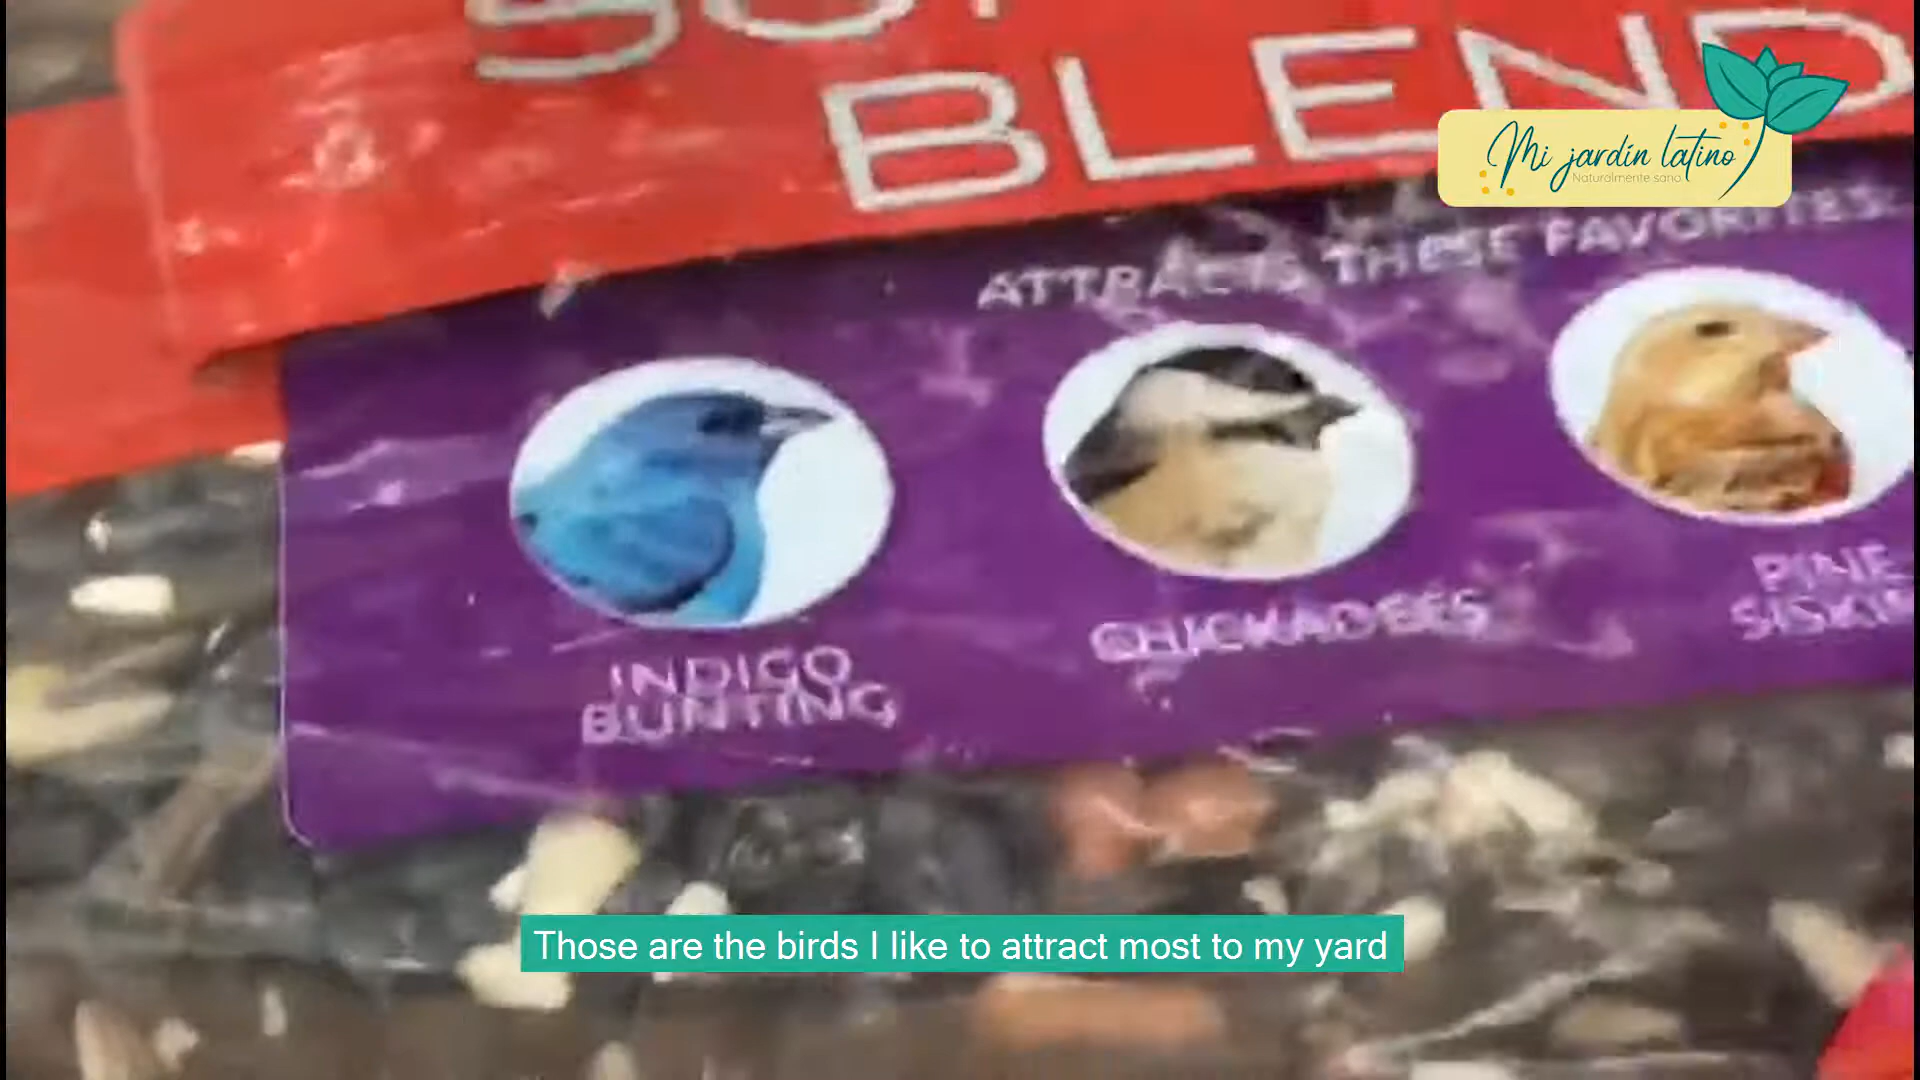 BLEND
Mi jardín latino
Naturalmente sano
ATTRACTS THESE FAVORITES:
INDIGO
BUNTING
CHICKADEES
PINE
Those are the birds I like to attract most to my yard